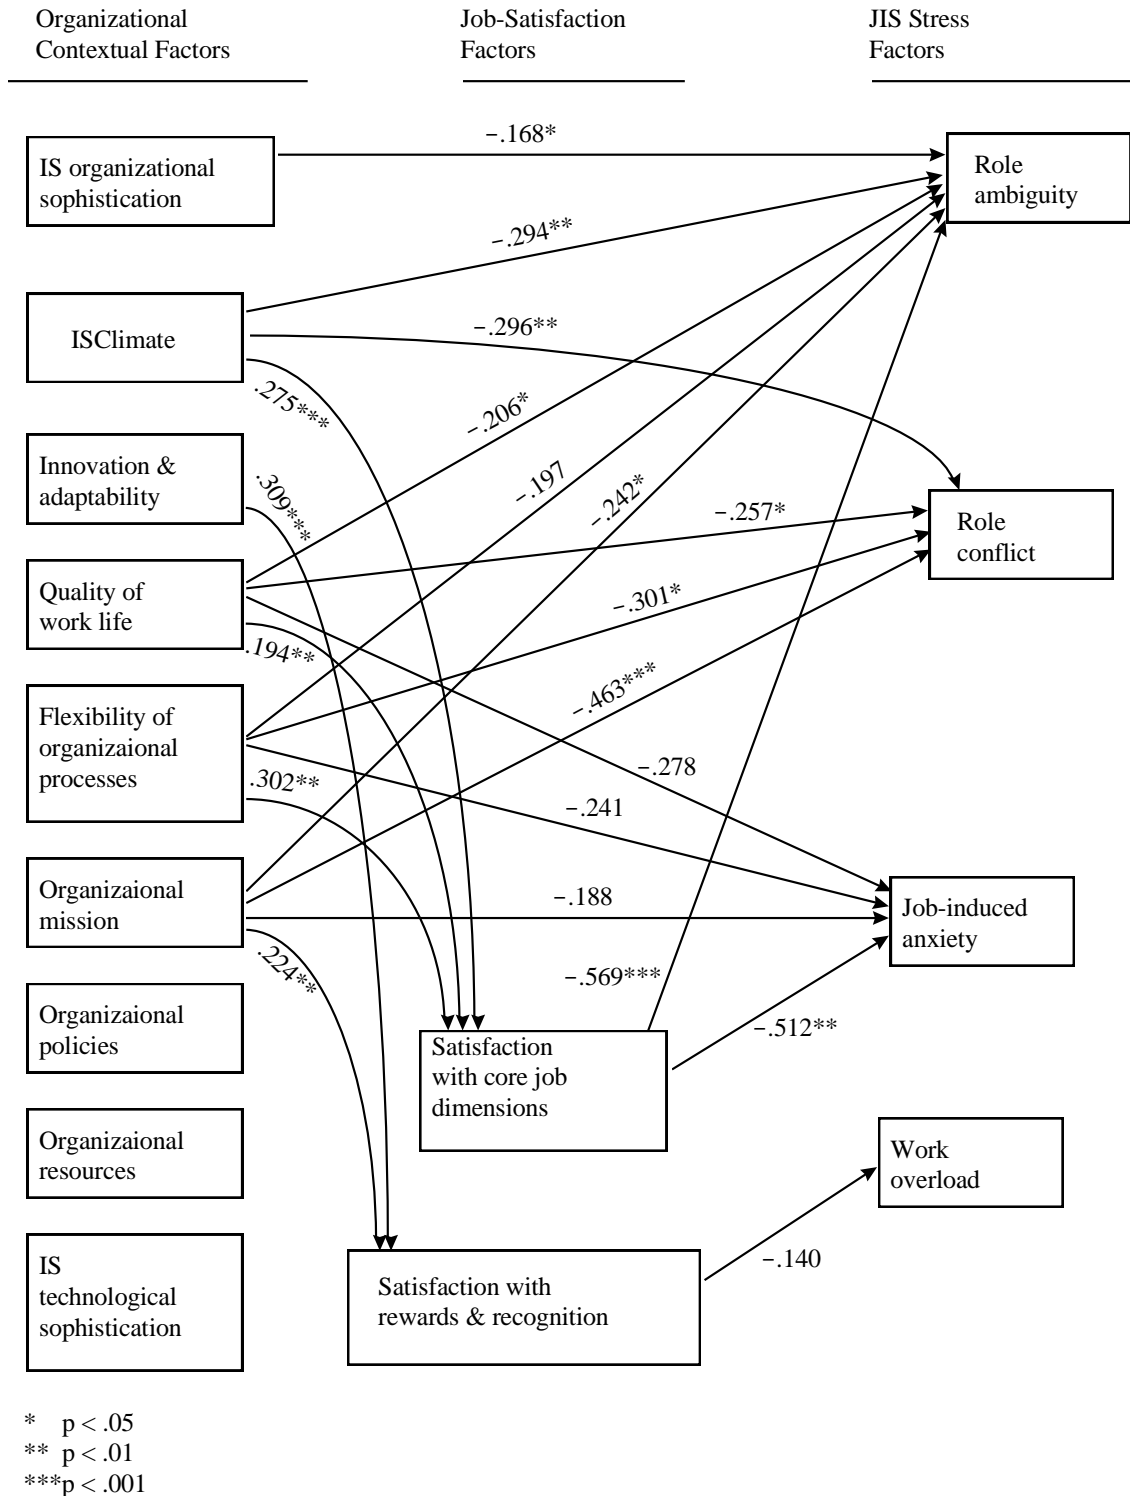 Organizational
Contextual Factors
Job-Satisfaction
Factors
JIS Stress
Factors
IS organizational
sophistication
-.168*
Role
ambiguity
-.294**
ISClimate
-.296**
.275***
-.206*
Innovation &
adaptability
.309***
-.197
-.242*
-.257*
Role
conflict
Quality of
work life
-.301*
.194**
-.463***
Flexibility of
organizaional
processes
.302**
-.278
-.241
Organizaional
mission
-.188
Job-induced
anxiety
.224**
-.569***
Organizaional
policies
-.512**
Satisfaction
with core job
dimensions
Organizaional
resources
Work
overload
IS
technological
sophistication
-.140
Satisfaction with
rewards & recognition
* p < .05
** p < .01
***p < .001